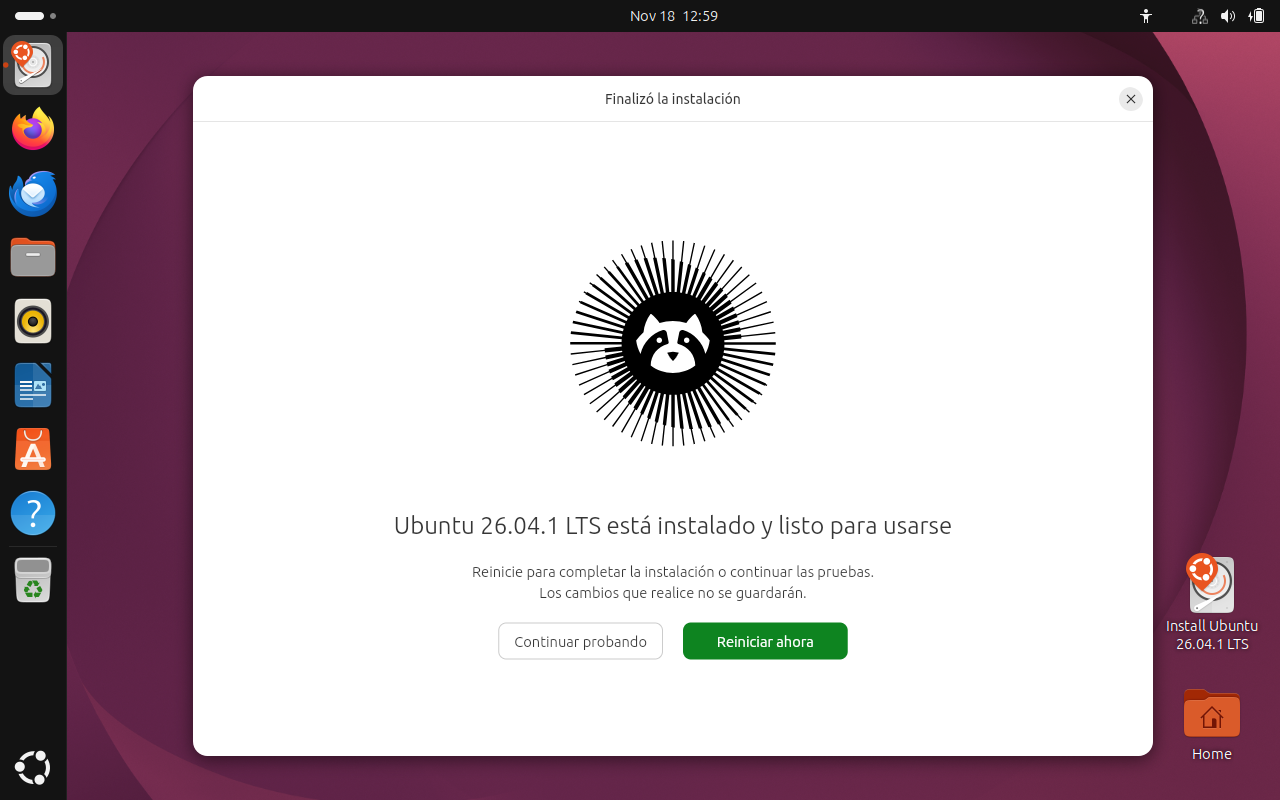 Nov 18 12:59
Finalizó la instalación
Ubuntu 26.04.1 LTS está instalado y listo para usarse
Reinicie para completar la instalación o continuar las pruebas.
Los cambios que realice no se guardarán.
Continuar probando
Reiniciar ahora
Install Ubuntu
26.04.1 LTS
Home